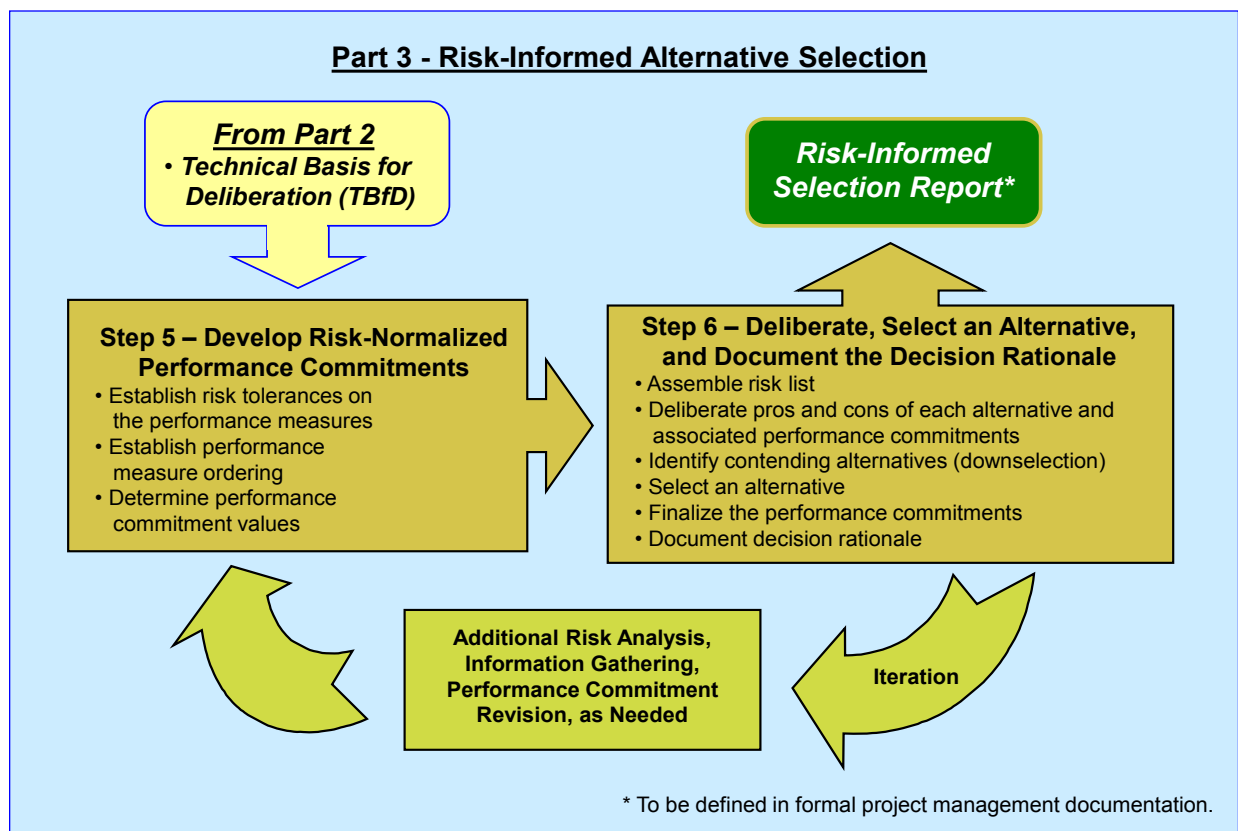 Part 3 - Risk-Informed Alternative Selection
From Part 2
• Technical Basis for
Deliberation (TBfD)
Risk-Informed
Selection Report*
Step 5 – Develop Risk-Normalized
Performance Commitments
• Establish risk tolerances on
the performance measures
• Establish performance
measure ordering
• Determine performance
commitment values
Step 6 – Deliberate, Select an Alternative,
and Document the Decision Rationale
• Assemble risk list
• Deliberate pros and cons of each alternative and
associated performance commitments
• Identify contending alternatives (downselection)
• Select an alternative
• Finalize the performance commitments
• Document decision rationale
Additional Risk Analysis,
Information Gathering,
Performance Commitment
Revision, as Needed
Iteration
* To be defined in formal project management documentation.